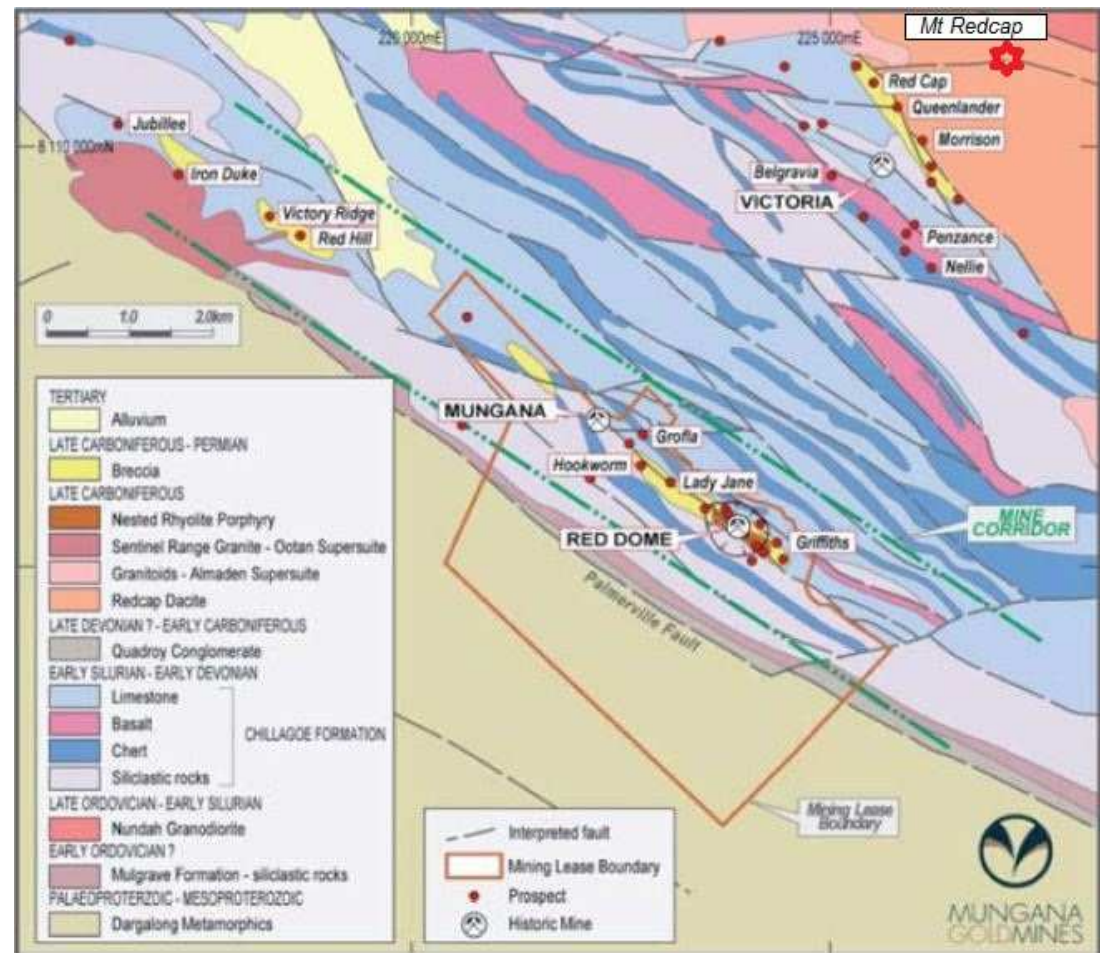 Mt Redcap
220 000mE
225 000mE
Red Cap
Queenlander
Jubillee
Morrison
8 110 000mN
Belgravia
Iron Duke
VICTORIA
Victory Ridge
Penzance
Red Hill
Nellie
0 1.0 2.0km
MUNGANA
Grofla
Hookworm
Lady Jane
MINE
CORRIDOR
RED DOME
Griffiths
Palmerville Fault
Mining Lease
Boundary
TERTIARY
Alluvium
LATE CARBONIFEROUS - PERMIAN
Breccia
LATE CARBONIFEROUS
Nested Rhyolite Porphyry
Sentinel Range Granite - Ootan Supersuite
Granitoids - Almaden Supersuite
Redcap Dacite
LATE DEVONIAN ? - EARLY CARBONIFEROUS
Quadroy Conglomerate
EARLY SILURIAN - EARLY DEVONIAN
Limestone
Basalt
CHILLAGOE FORMATION
Chert
Siliclastic rocks
LATE ORDOVICIAN - EARLY SILURIAN
Nundah Granodiorite
EARLY ORDOVICIAN ?
Mulgrave Formation - siliclastic rocks
PALAEOPROTERZOIC - MESOPROTEROZOIC
Dargalong Metamorphics
Interpreted fault
Mining Lease Boundary
Prospect
Historic Mine
MUNGANA
GOLDMINES